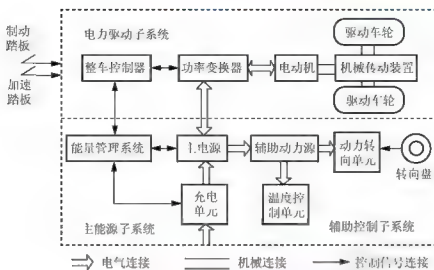 制动
踏板
加速
踏板
电力驱动子系统
驱动车轮
整车控制器
功率变换器
电动机
机械传动装置
驱动车轮
能量管理系统
主电源
辅助动力源
动力转
向单元
转向盘
充电
单元
温度控
制单元
主能源子系统
辅助控制子系统
电气连接
机械连接
控制信号连接